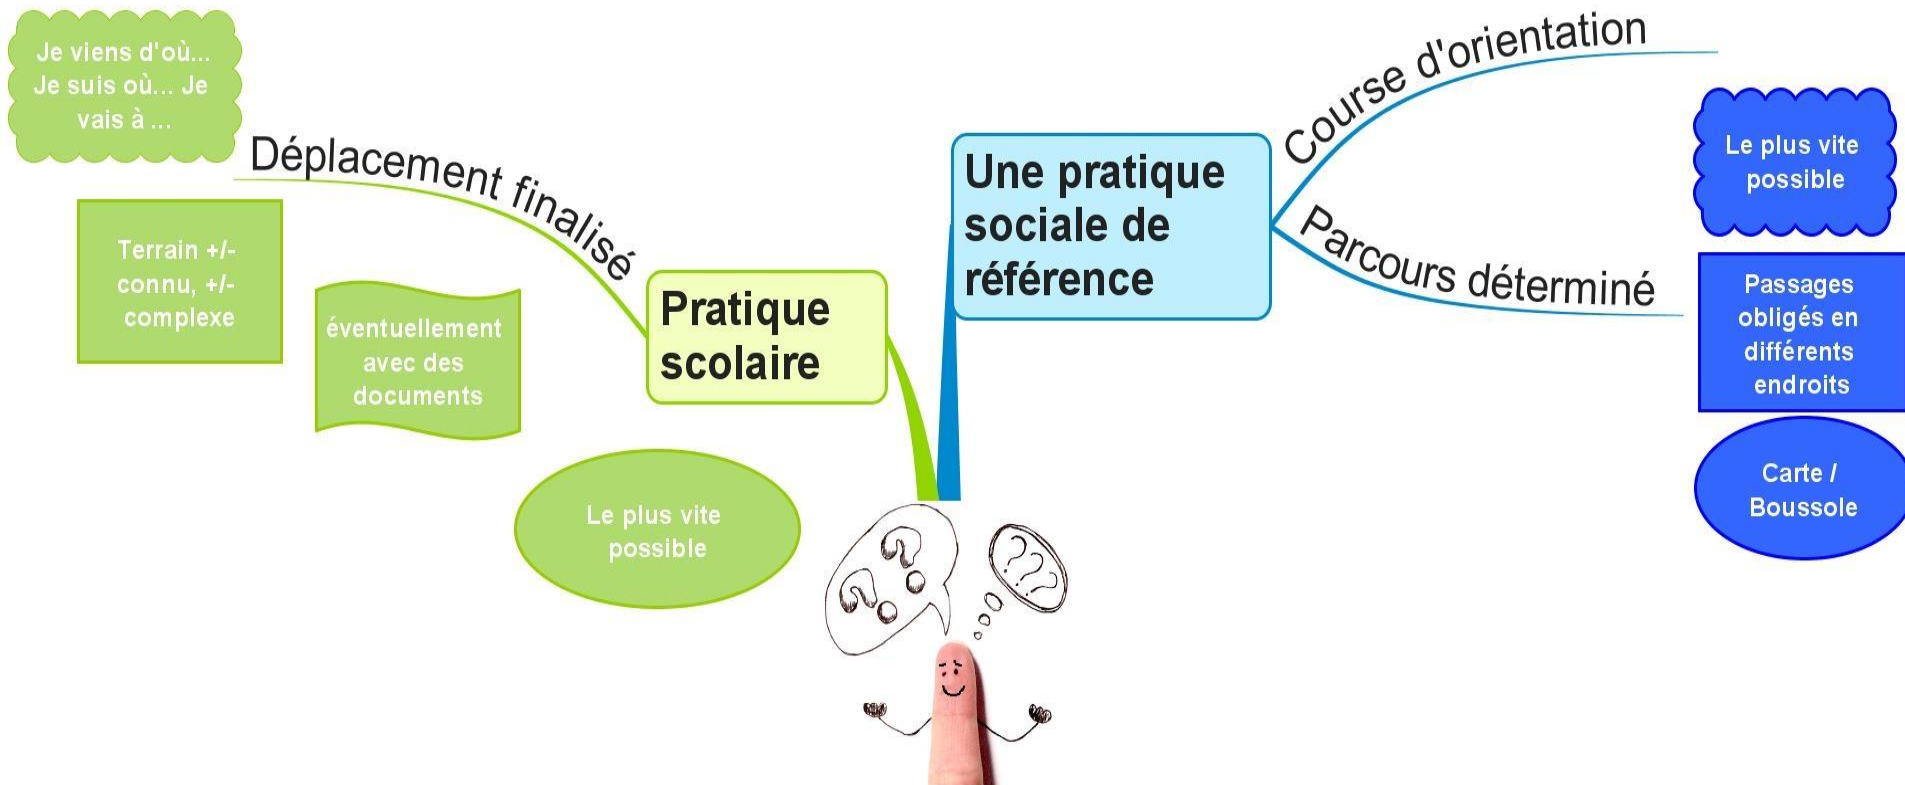 Je viens d'où...
Je suis où... Je
vais à ...
Déplacement finalisé
Terrain +/-
connu, +/-
complexe
éventuellement
avec des
documents
Le plus vite
possible
Pratique
scolaire
Une pratique
sociale de
référence
Course d'orientation
Parcours déterminé
Le plus vite
possible
Passages
obligés en
différents
endroits
Carte /
Boussole
? ?
???